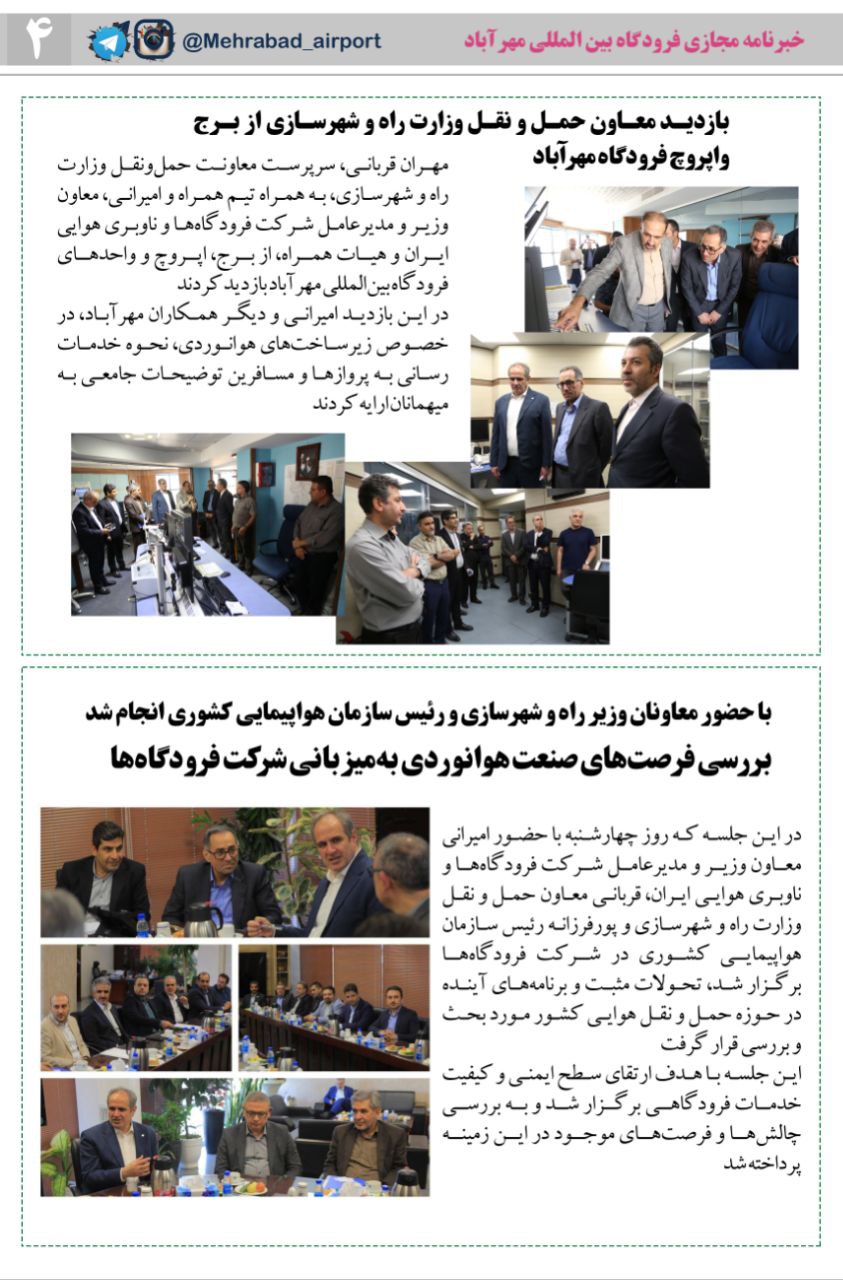 خبرنامه مجازی فرودگاه بین المللی مهرآباد
@Mehrabad_airport
۴
بازدید معاون حمل و نقل وزارت راه و شهرسازی از برج
واپروچ فرودگاه مهرآباد
مهران قربانی، سرپرست معاونت حمل‌ونقل وزارت
راه و شهرسازی، به همراه تیم همراه و امیرانی، معاون
وزیر و مدیرعامل شرکت فرودگاه‌ها و ناوبری هوایی
ایران و هیات همراه، از برج، اپروچ و واحدهای
فرودگاه بین‌المللی مهرآباد بازدید کردند
در این بازدید امیرانی و دیگر همکاران مهرآباد، در
خصوص زیرساخت‌های هوانوردی، نحوه خدمات
رسانی به پروازها و مسافرین توضیحات جامعی به
میهمانان ارایه کردند
با حضور معاونان وزیر راه و شهرسازی و رئیس سازمان هواپیمایی کشوری انجام شد
بررسی فرصت‌های صنعت هوانوردی به‌میزبانی شرکت فرودگاه‌ها
در این جلسه که روز چهارشنبه با حضور امیرانی
معاون وزیر و مدیرعامل شرکت فرودگاه‌ها و
ناوبری هوایی ایران، قربانی معاون حمل و نقل
وزارت راه و شهرسازی و پورفرزانه رئیس سازمان
هواپیمایی کشوری در شرکت فرودگاه‌ها
برگزار شد، تحولات مثبت و برنامه‌های آینده
در حوزه حمل و نقل هوایی کشور مورد بحث
و بررسی قرار گرفت
این جلسه با هدف ارتقای سطح ایمنی و کیفیت
خدمات فرودگاهی برگزار شد و به بررسی
چالش‌ها و فرصت‌های موجود در این زمینه
پرداخته شد